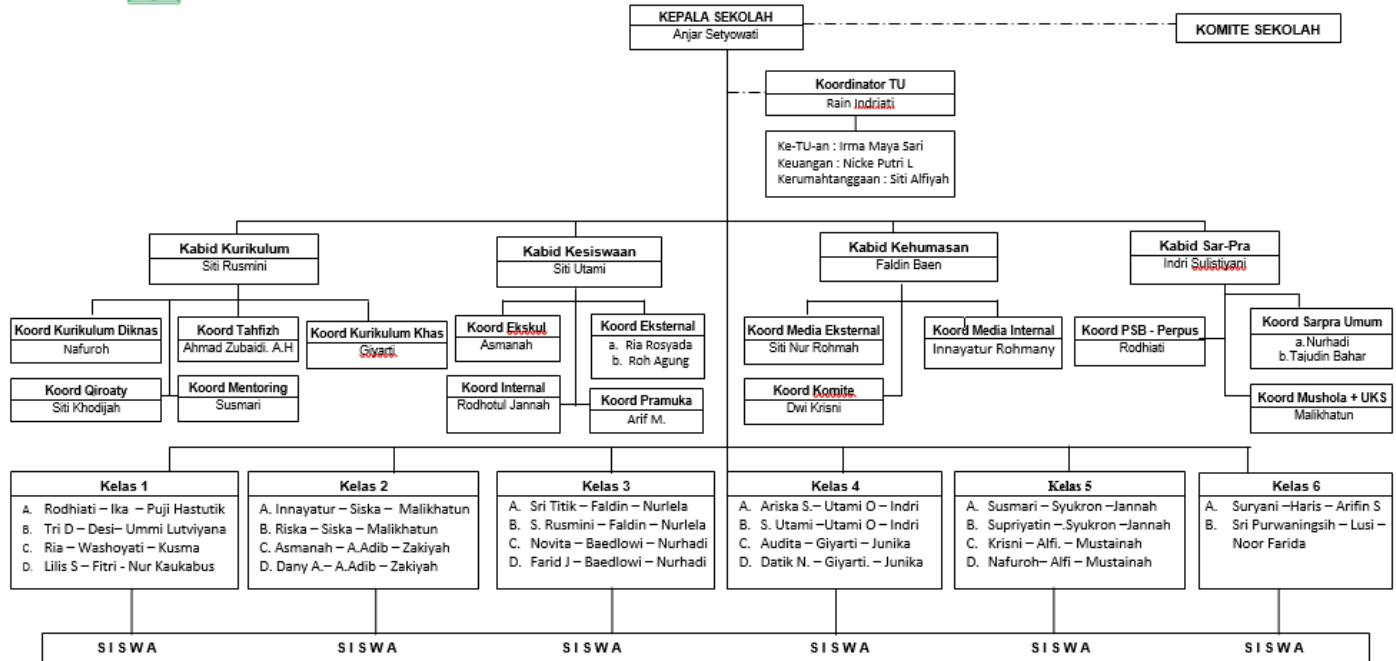 KEPALA SEKOLAH
Anjar Setyowati
KOMITE SEKOLAH
Koordinator TU
Rain Indriati
Ke-TU-an : Irma Maya Sari
Keuangan : Nicke Putri L
Kerumahtanggaan : Siti Alfiyah
Kabid Kurikulum
Siti Rusmini
Kabid Kesiswaan
Siti Utami
Kabid Kehumasan
Faldin Baen
Kabid Sar-Pra
Indri Sulistiyani
Koord Kurikulum Diknas
Nafuroh
Koord Tahfizh
Ahmad Zubaidi. A.H
Koord Kurikulum Khas
Giyarti
Koord Qiroaty
Siti Khodijah
Koord Mentoring
Susmari
Koord Ekskul
Asmanah
Koord Eksternal
a. Ria Rosyada
b. Roh Agung
Koord Internal
Rodhotul Jannah
Koord Pramuka
Arif M.
Koord Media Eksternal
Siti Nur Rohmah
Koord Media Internal
Innayatur Rohmany
Koord Komite
Dwi Krisni
Koord PSB - Perpus
Rodhiati
Koord Sarpra Umum
a.Nurhadi
b.Tajudin Bahar
Koord Mushola + UKS
Malikhatun
Kelas 1
A. Rodhiati – Ika – Puji Hastutik
B. Tri D – Desi– Ummi Lutviyana
C. Ria – Washoyati – Kusma
D. Lilis S – Fitri - Nur Kaukabus
Kelas 2
A. Innayatur – Siska – Malikhatun
B. Riska – Siska – Malikhatun
C. Asmanah – A.Adib – Zakiyah
D. Dany A.– A.Adib – Zakiyah
Kelas 3
A. Sri Titik – Faldin – Nurlela
B. S. Rusmini – Faldin – Nurlela
C. Novita – Baedlowi – Nurhadi
D. Farid J – Baedlowi – Nurhadi
Kelas 4
A. Ariska S.– Utami O – Indri
B. S. Utami –Utami O – Indri
C. Audita – Giyarti – Junika
D. Datik N. – Giyarti. – Junika
Kelas 5
A. Susmari – Syukron –Jannah
B. Supriyatin –.Syukron –Jannah
C. Krisni – Alfi. – Mustainah
D. Nafuroh– Alfi – Mustainah
Kelas 6
A. Suryani –Haris – Arifin S
B. Sri Purwaningsih – Lusi –
Noor Farida
SISWA SISWA SISWA SISWA SISWA SISWA